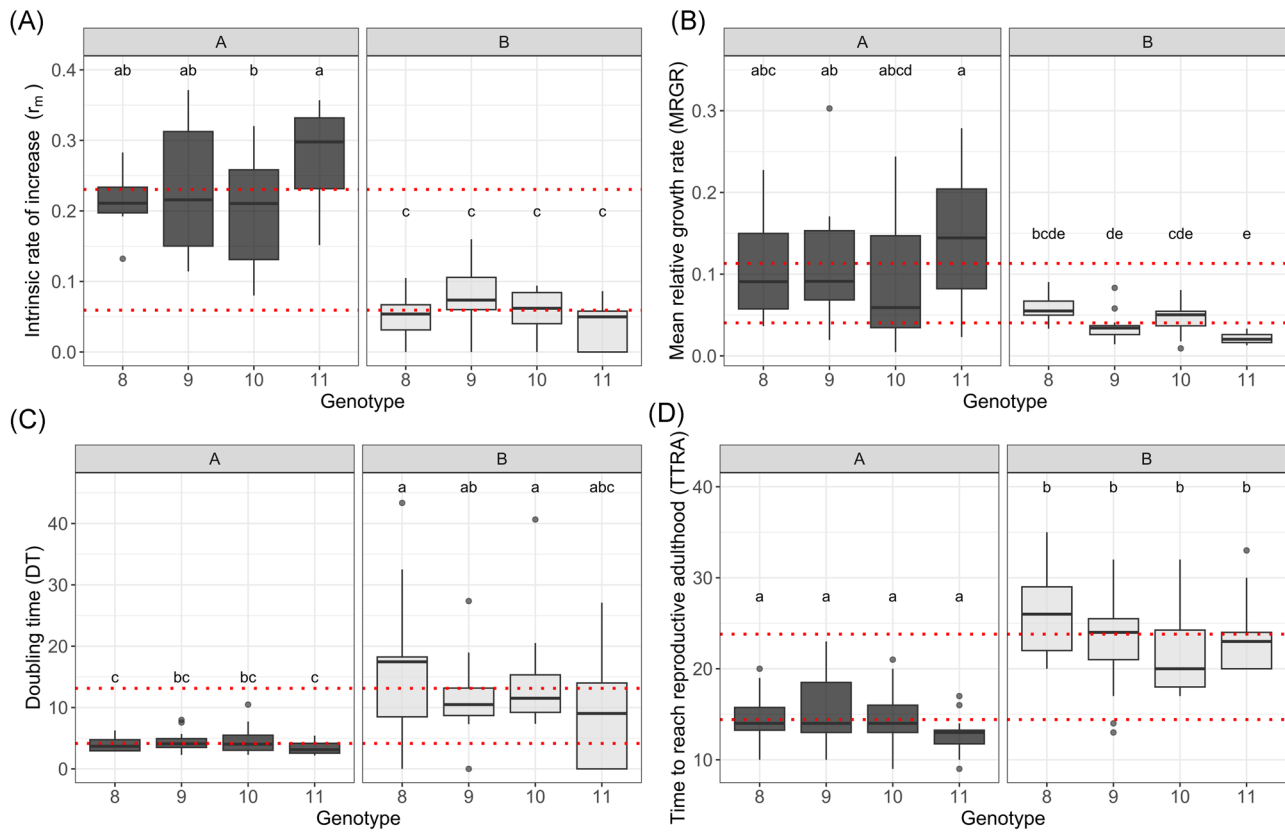 (A)
A
B
Intrinsic rate of increase (rₘ)
0.4
0.3
0.2
0.1
0.0
ab
ab
b
a
c
c
c
c
8
9
10
11
8
9
10
11
Genotype
(B)
A
B
Mean relative growth rate (MRGR)
0.3
0.2
0.1
0.0
abc
ab
abcd
a
bcde
de
cde
e
8
9
10
11
8
9
10
11
Genotype
(C)
A
B
Doubling time (DT)
40
30
20
10
0
c
bc
bc
c
a
ab
a
abc
8
9
10
11
8
9
10
11
Genotype
(D)
A
B
Time to reach reproductive adulthood (TTRA)
40
30
20
10
a
a
a
a
b
b
b
b
8
9
10
11
8
9
10
11
Genotype